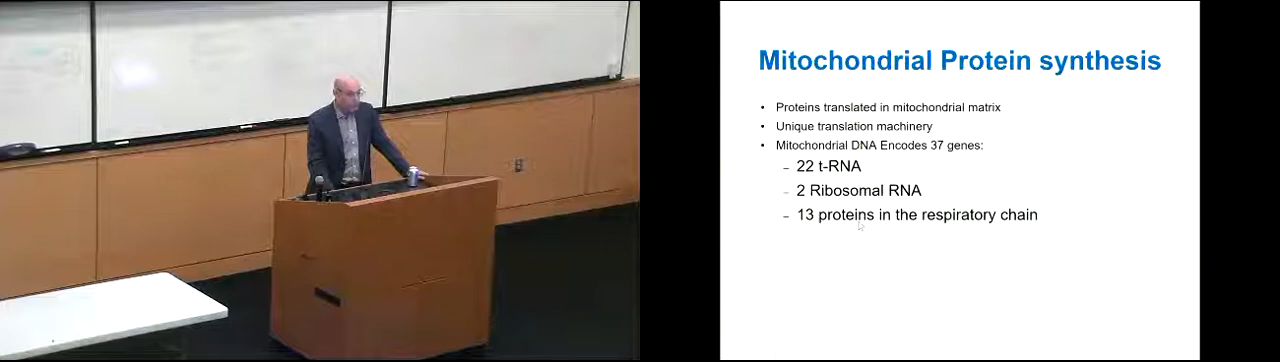 Mitochondrial Protein synthesis
• Proteins translated in mitochondrial matrix
• Unique translation machinery
• Mitochondrial DNA Encodes 37 genes:
– 22 t-RNA
– 2 Ribosomal RNA
– 13 proteins in the respiratory chain